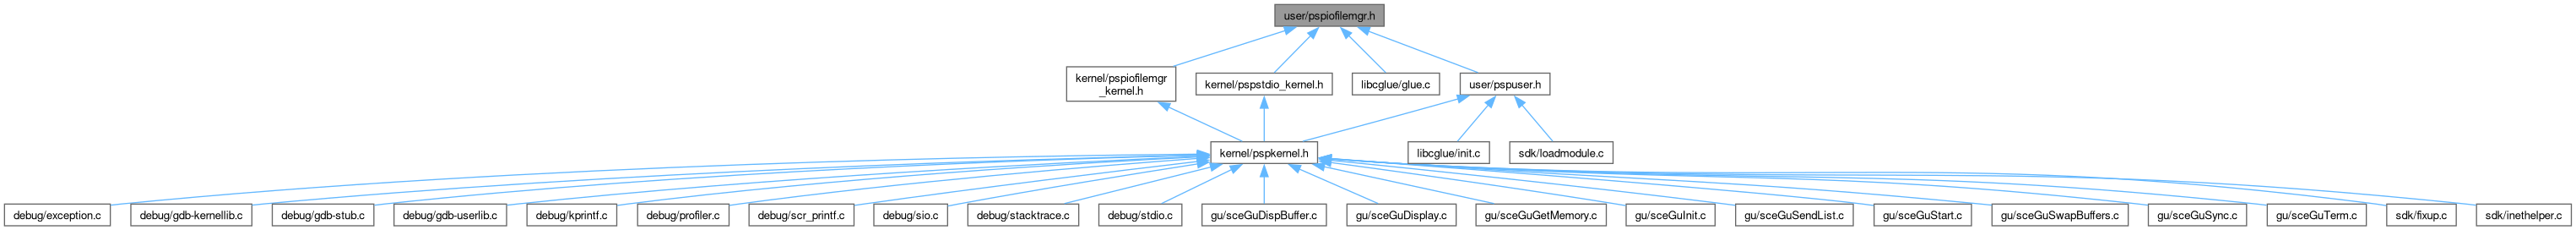 user/pspiofilemgr.h
kernel/pspiofilemgr
_kernel.h
kernel/pspstdio_kernel.h
libcglue/glue.c
user/pspuser.h
kernel/pspkernel.h
libcglue/init.c
sdk/loadmodule.c
debug/exception.c
debug/gdb-kernellib.c
debug/gdb-stub.c
debug/gdb-userlib.c
debug/kprintf.c
debug/profiler.c
debug/scr_printf.c
debug/sio.c
debug/stacktrace.c
debug/stdio.c
gu/sceGuDispBuffer.c
gu/sceGuDisplay.c
gu/sceGuGetMemory.c
gu/sceGuInit.c
gu/sceGuSendList.c
gu/sceGuStart.c
gu/sceGuSwapBuffers.c
gu/sceGuSync.c
gu/sceGuTerm.c
sdk/fixup.c
sdk/inethelper.c